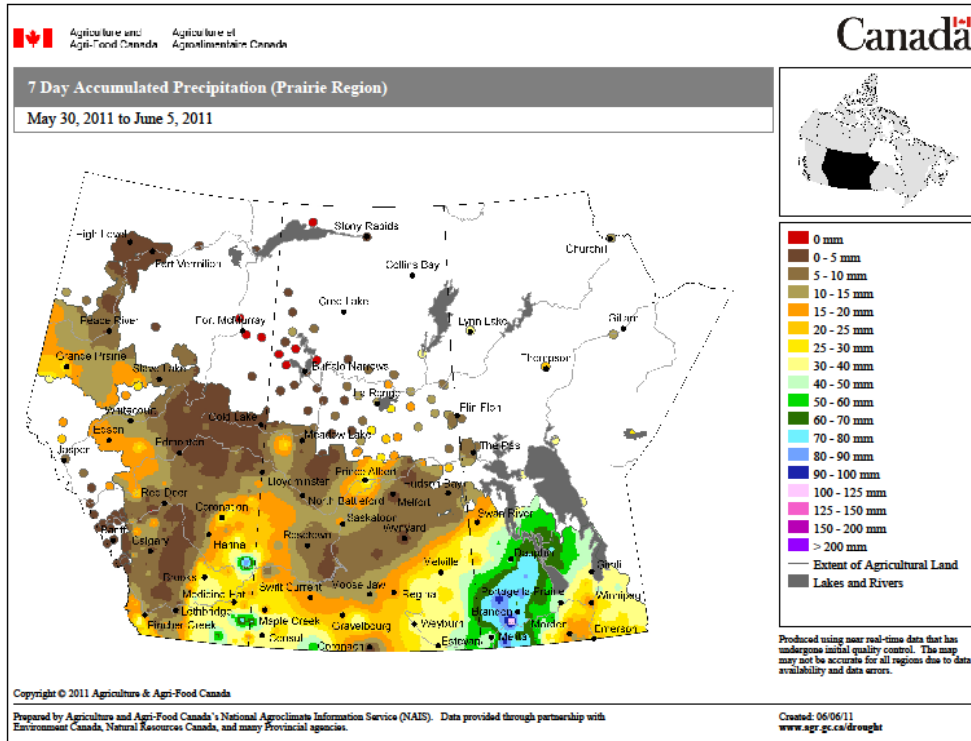 Agriculture and Agriculture et
Agri-Food Canada Agroalimentaire Canada
Canada
7 Day Accumulated Precipitation (Prairie Region)
May 30, 2011 to June 5, 2011
Stony Rapids
High Level
Churchill
Fort Vermilion
Collins Bay
Cree Lake
Peace River
Fort McMurray
Lynn Lake
Gillam
Grande Prairie
Thompson
Slave Lake
Buffalo Narrows
La Ronge
Whitecourt
Cold Lake
Flin Flon
Edson
Meadow Lake
Jasper
Edmonton
The Pas
Lloydminster
Prince Albert
Hudson Bay
Red Deer
North Battleford
Melfort
Coronation
Saskatoon
Swan River
Banff
Hanna
Rosetown
Wynyard
Calgary
Dauphin
Gimli
Brooks
Melville
Medicine Hat
Swift Current
Moose Jaw
Regina
Portage la Prairie
Winnipeg
Lethbridge
Maple Creek
Brandon
Pincher Creek
Gravelbourg
Weyburn
Morden
Consul
Melita
Emerson
Coronach
Estevan
0 mm
0 - 5 mm
5 - 10 mm
10 - 15 mm
15 - 20 mm
20 - 25 mm
25 - 30 mm
30 - 40 mm
40 - 50 mm
50 - 60 mm
60 - 70 mm
70 - 80 mm
80 - 90 mm
90 - 100 mm
100 - 125 mm
125 - 150 mm
150 - 200 mm
> 200 mm
Extent of Agricultural Land
Lakes and Rivers
Produced using near real-time data that has
undergone initial quality control. The map
may not be accurate for all regions due to data
availability and data errors.
Copyright © 2011 Agriculture & Agri-Food Canada
Prepared by Agriculture and Agri-Food Canada's National Agroclimate Information Service (NAIS). Data provided through partnership with
Environment Canada, Natural Resources Canada, and many Provincial agencies.
Created: 06/06/11
www.agr.gc.ca/drought